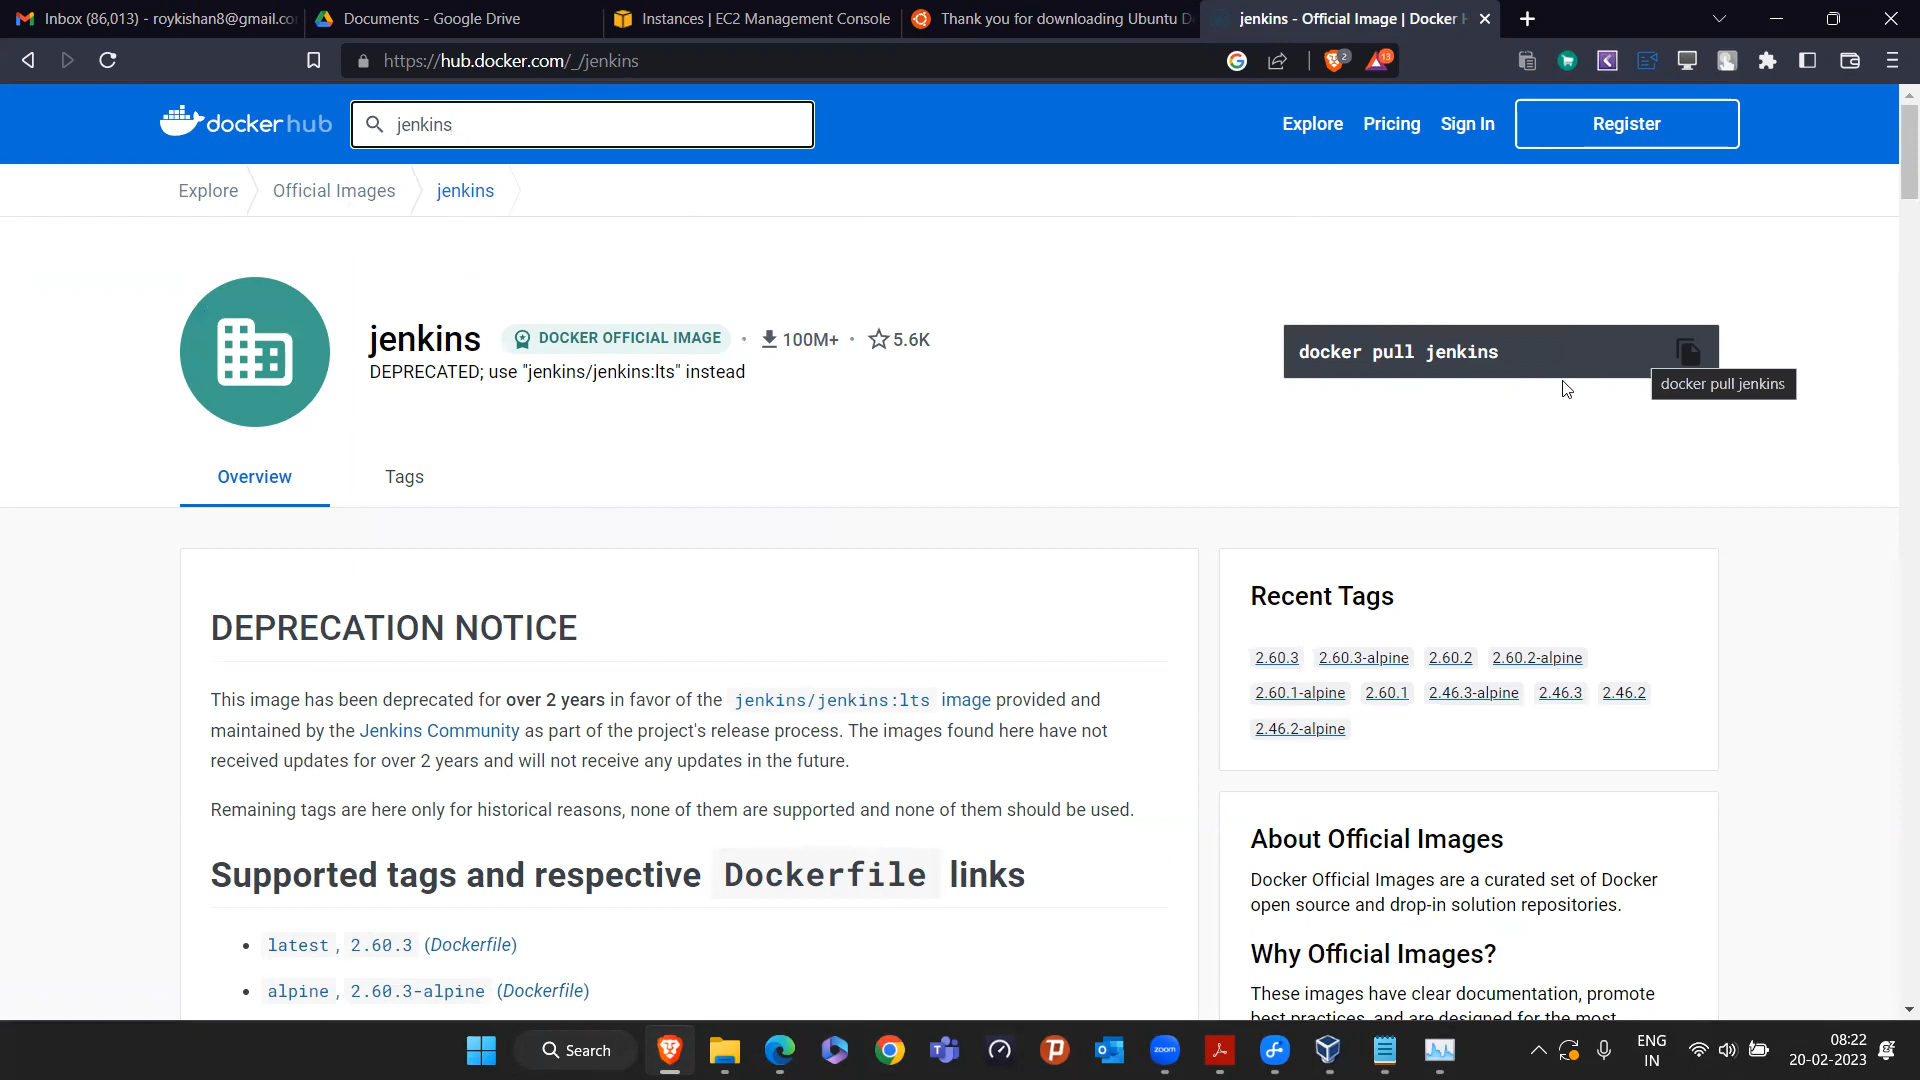 Inbox (86,013) - roykishan8@gmail.co
Documents - Google Drive
Instances | EC2 Management Console
Thank you for downloading Ubuntu D
jenkins - Official Image | Docker H
https://hub.docker.com/_/jenkins
2
13
docker hub
jenkins
Explore
Pricing
Sign In
Register
Explore
Official Images
jenkins
jenkins
DOCKER OFFICIAL IMAGE
· 100M+ · 5.6K
DEPRECATED; use "jenkins/jenkins:lts" instead
docker pull jenkins
docker pull jenkins
Overview
Tags
DEPRECATION NOTICE
This image has been deprecated for over 2 years in favor of the jenkins/jenkins:lts image provided and
maintained by the Jenkins Community as part of the project's release process. The images found here have not
received updates for over 2 years and will not receive any updates in the future.
Remaining tags are here only for historical reasons, none of them are supported and none of them should be used.
Supported tags and respective Dockerfile links
• latest, 2.60.3 (Dockerfile)
• alpine, 2.60.3-alpine (Dockerfile)
Recent Tags
2.60.3 2.60.3-alpine 2.60.2 2.60.2-alpine
2.60.1-alpine 2.60.1 2.46.3-alpine 2.46.3 2.46.2
2.46.2-alpine
About Official Images
Docker Official Images are a curated set of Docker
open source and drop-in solution repositories.
Why Official Images?
These images have clear documentation, promote
best practices, and are designed for the most
Search
zoom
ENG
IN
08:22
20-02-2023